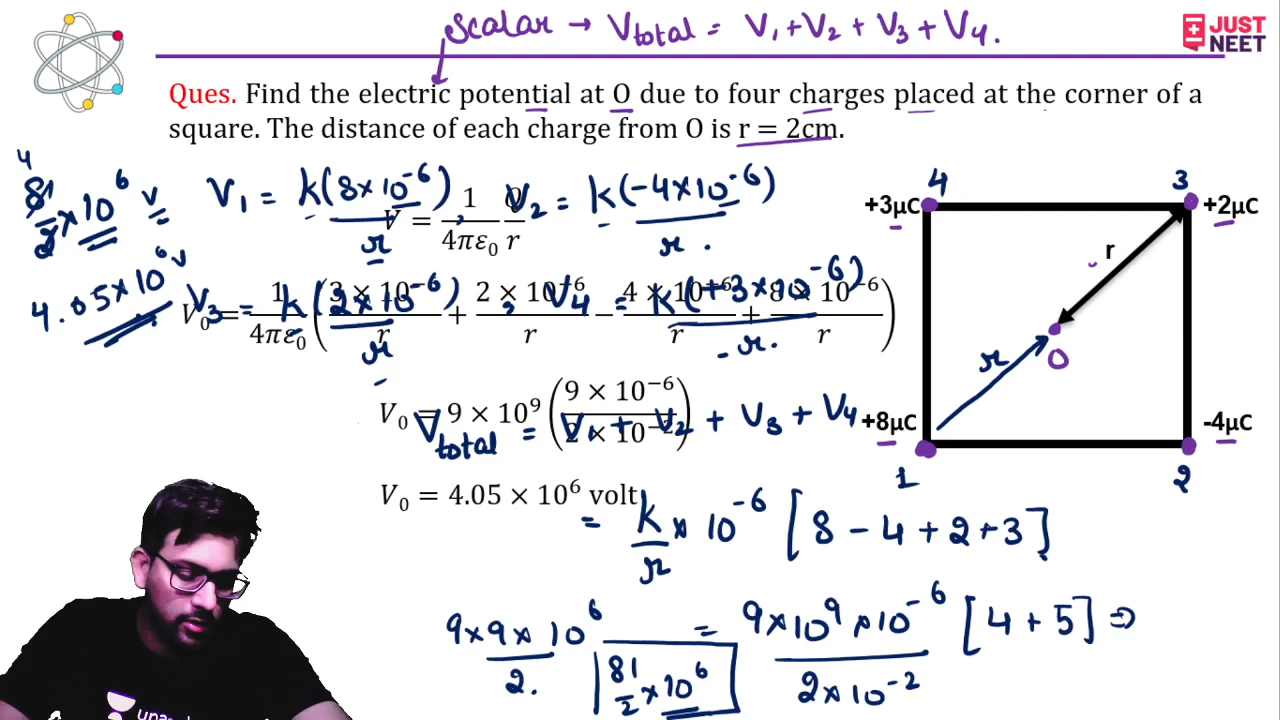 Scalar → Vtotal = V₁ + V₂ + V₃ + V₄.
JUST
NEET
Ques. Find the electric potential at O due to four charges placed at the corner of a
square. The distance of each charge from O is r = 2cm.
81/2 × 10⁶ V
4
4.05 × 10⁶ V
V₁ = k(8×10⁻⁶)/r , V₂ = k(-4×10⁻⁶)/r .
V = 1/4πε₀ Q/r
V₃ = k(2×10⁻⁶)/r , V₄ = k(+3×10⁻⁶)/r.
V₀ = 1/4πε₀ (3 × 10⁻⁶/r + 2 × 10⁻⁶/r − 4 × 10⁻⁶/r + 8 × 10⁻⁶/r)
V₀ = 9 × 10⁹ (9 × 10⁻⁶/2 × 10⁻²)
Vtotal = V₁ + V₂ + V₃ + V₄
V₀ = 4.05 × 10⁶ volt
= k/r × 10⁻⁶ [8 − 4 + 2 + 3]
= 9×10⁹ × 10⁻⁶/2×10⁻² [4 + 5] ⇒
9×9×10⁶/2.
81/2 × 10⁶
4
3
+3μC
+2μC
r
r
O
+8μC
-4μC
1
2